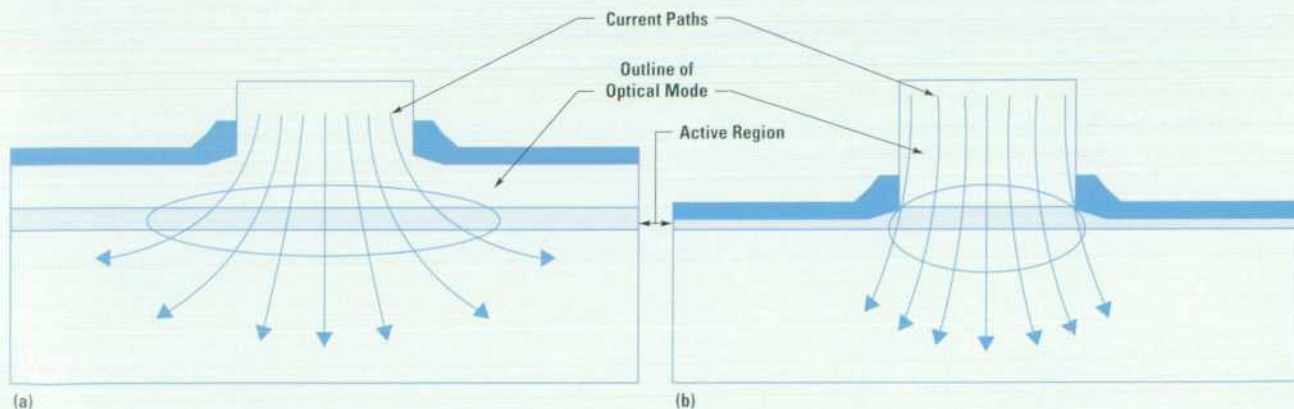 Current Paths
Outline of
Optical Mode
Active Region
(a)
(b)